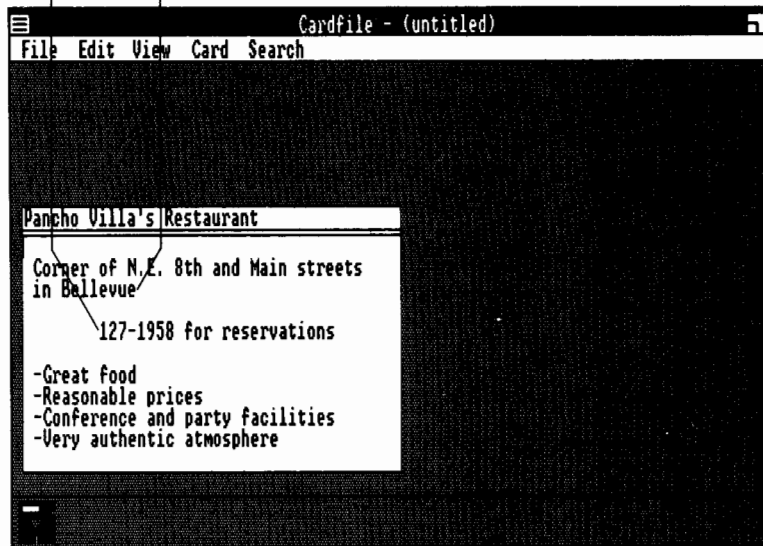 Cardfile - (untitled)
File Edit View Card Search
Pancho Villa's Restaurant
Corner of N.E. 8th and Main streets
in Bellevue
127-1958 for reservations
-Great food
-Reasonable prices
-Conference and party facilities
-Very authentic atmosphere